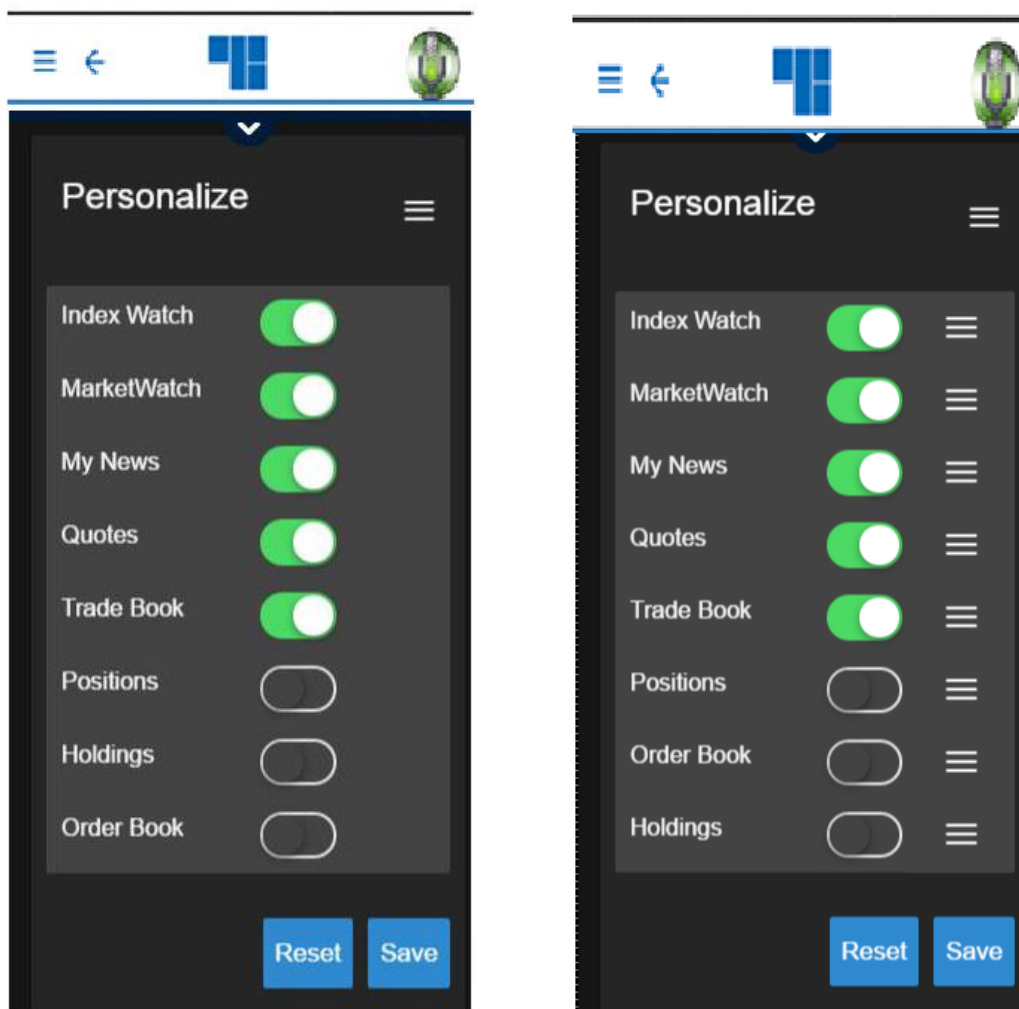 Personalize
Index Watch
MarketWatch
My News
Quotes
Trade Book
Positions
Holdings
Order Book
Reset Save
Personalize
Index Watch
MarketWatch
My News
Quotes
Trade Book
Positions
Order Book
Holdings
Reset Save